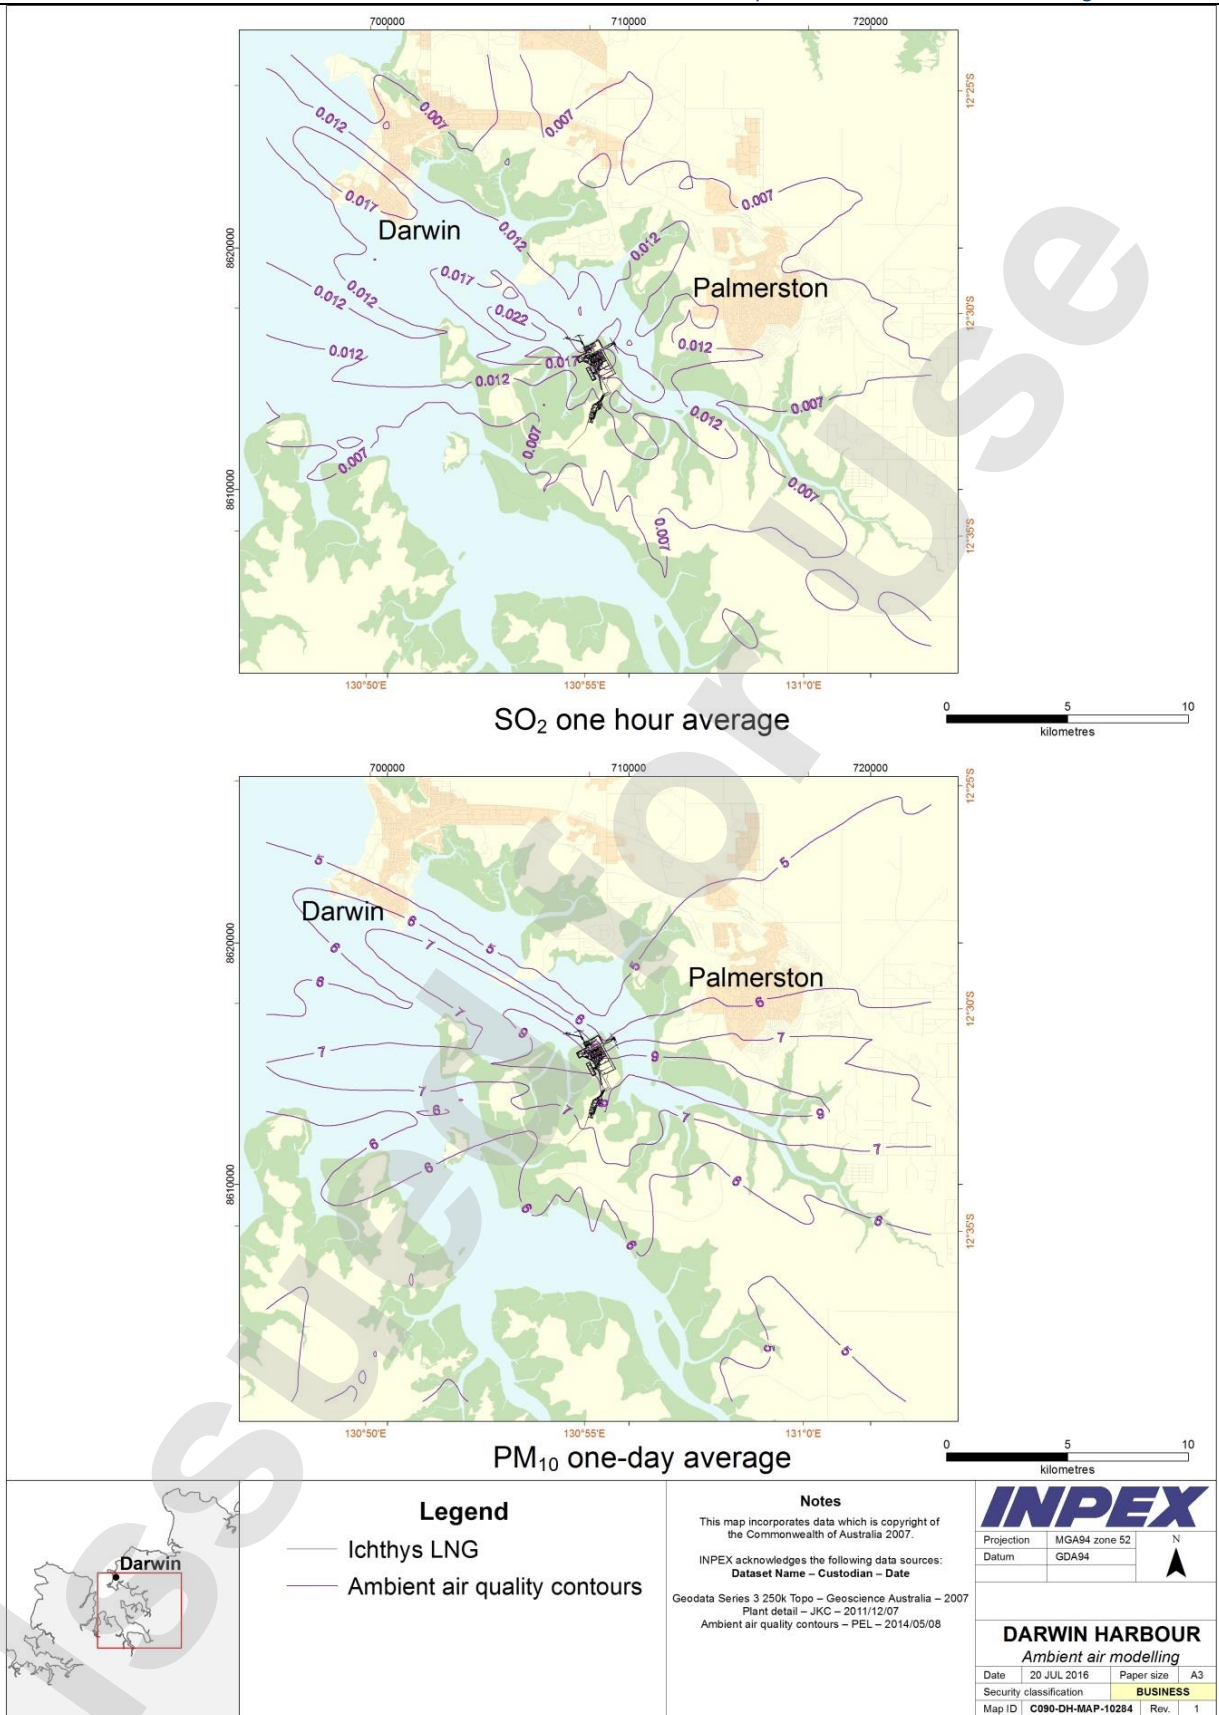 700000
710000
720000
12°25'S
0.012
0.007
0.007
0.017
0.007
Darwin
0.012
0.012
8620000
0.017
Palmerston
0.012
0.012
0.022
12°30'S
0.012
0.017
0.012
0.012
0.007
0.012
0.007
0.007
0.007
8610000
0.007
12°35'S
130°50'E
130°55'E
131°0'E
SO₂ one hour average
0
5
10
kilometres
700000
710000
720000
12°25'S
5
5
Darwin
6
7
5
6
8620000
5
Palmerston
6
6
12°30'S
7
6
9
7
7
9
7
6
7
7
9
6
7
6
6
8610000
6
6
6
12°35'S
5
5
130°50'E
130°55'E
131°0'E
PM₁₀ one-day average
0
5
10
kilometres
Darwin
Legend
Ichthys LNG
Ambient air quality contours
Notes
This map incorporates data which is copyright of
the Commonwealth of Australia 2007.
INPEX acknowledges the following data sources:
Dataset Name – Custodian – Date
Geodata Series 3 250k Topo – Geoscience Australia – 2007
Plant detail – JKC – 2011/12/07
Ambient air quality contours – PEL – 2014/05/08
INPEX
Projection MGA94 zone 52
N
Datum GDA94
DARWIN HARBOUR
Ambient air modelling
Date 20 JUL 2016 Paper size A3
Security classification BUSINESS
Map ID C090-DH-MAP-10284 Rev. 1
Issued for use